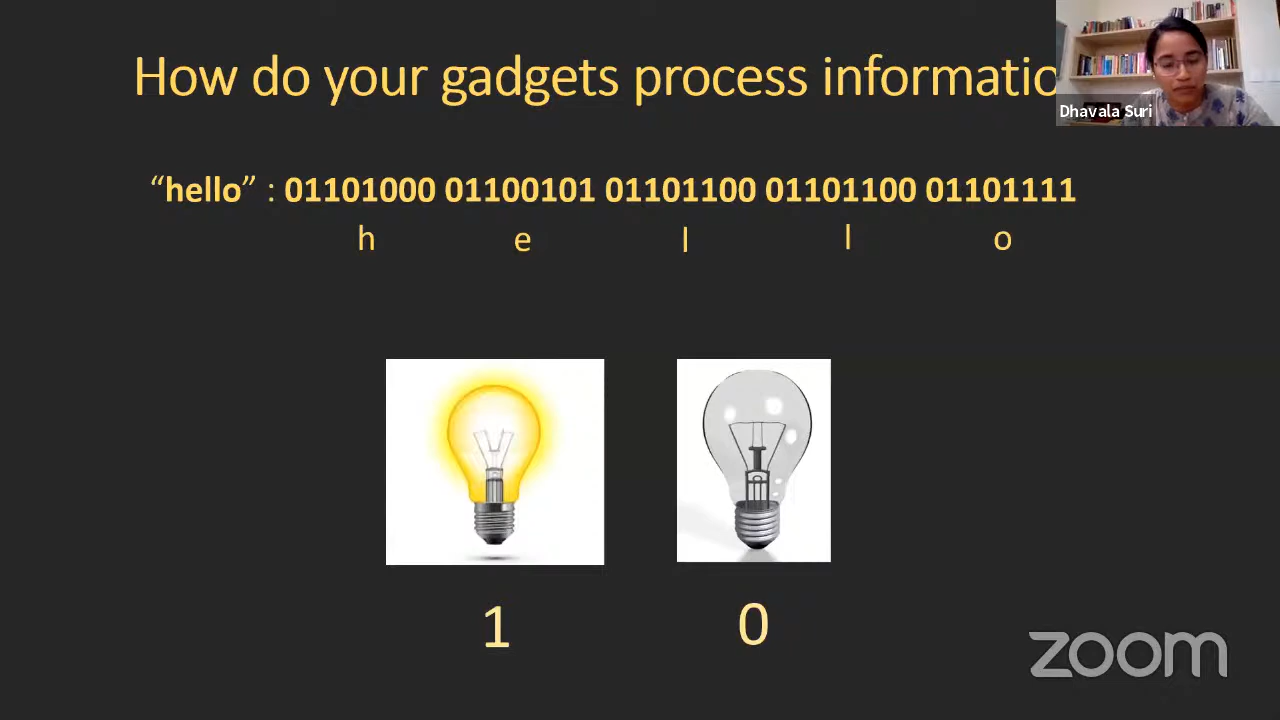 How do your gadgets process informatio
Dhavala Suri
“hello” : 01101000 01100101 01101100 01101100 01101111
h e l l o
1 0
zoom